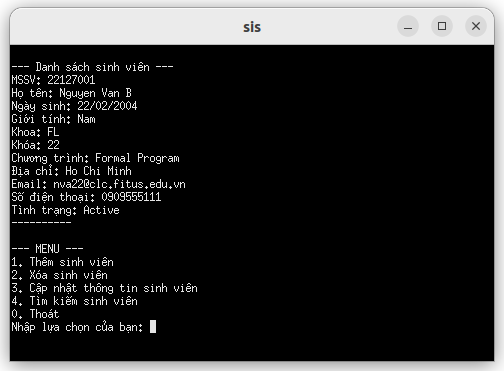 sis
--- Danh sách sinh viên ---
MSSV: 22127001
Họ tên: Nguyen Van B
Ngày sinh: 22/02/2004
Giới tính: Nam
Khoa: FL
Khóa: 22
Chương trình: Formal Program
Địa chỉ: Ho Chi Minh
Email: nva22@clc.fitus.edu.vn
Số điện thoại: 0909555111
Tình trạng: Active
----------
--- MENU ---
1. Thêm sinh viên
2. Xóa sinh viên
3. Cập nhật thông tin sinh viên
4. Tìm kiếm sinh viên
0. Thoát
Nhập lựa chọn của bạn: